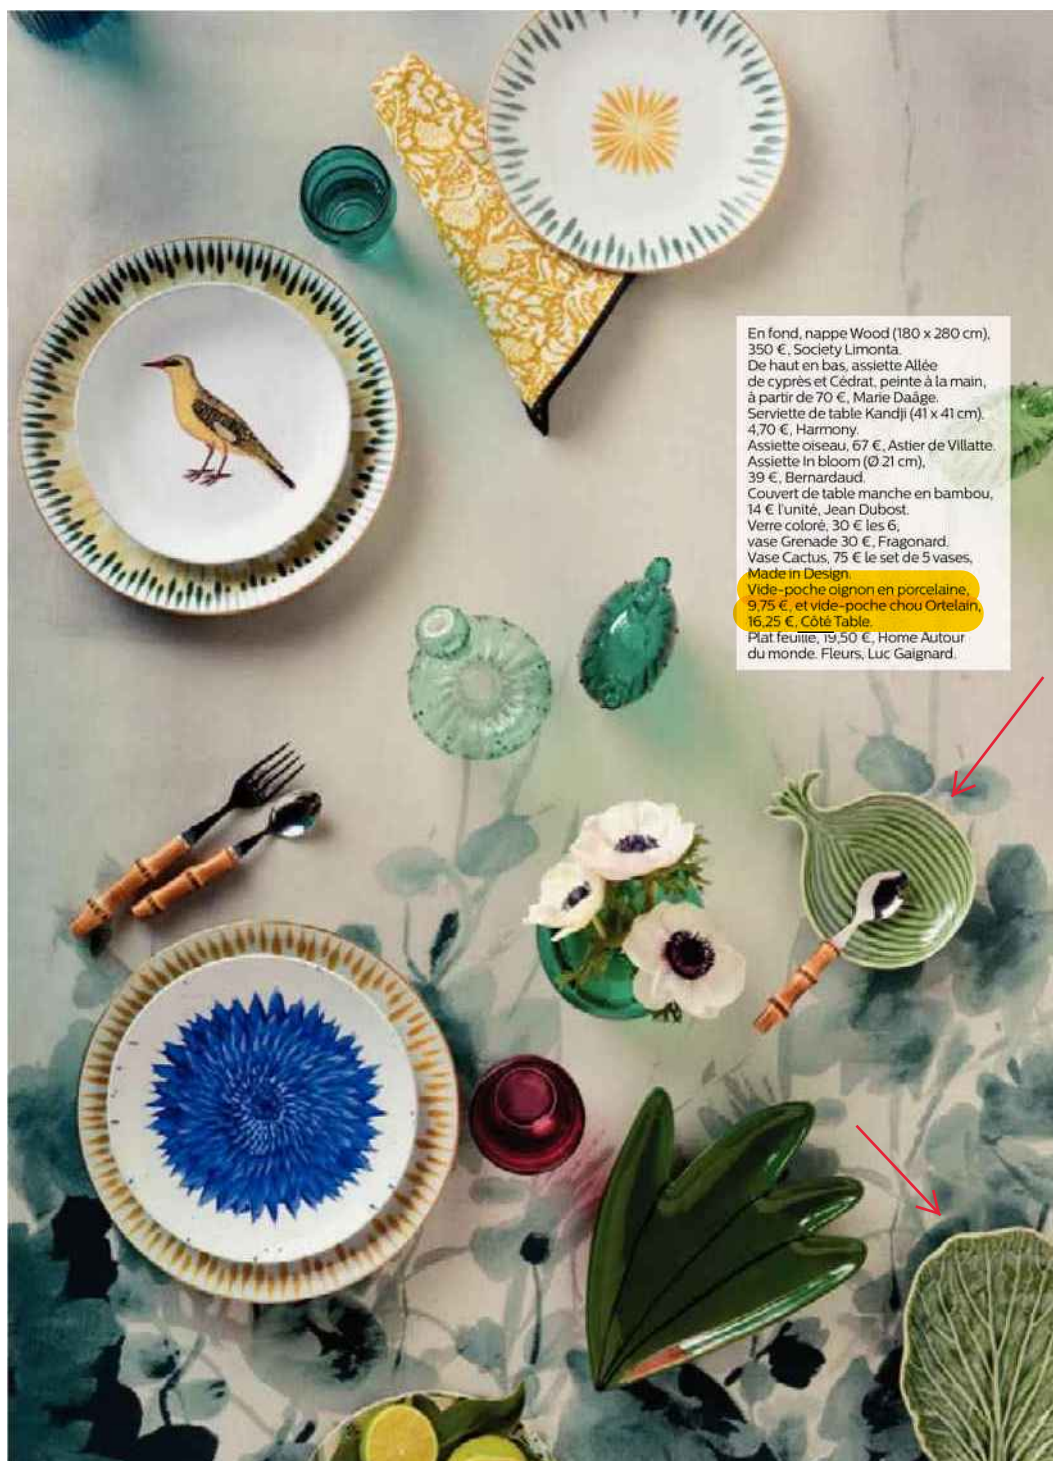 En fond, nappe Wood (180 x 280 cm),
350 €, Society Limonta.
De haut en bas, assiette Allée
de cyprès et Cédrat, peinte à la main,
à partir de 70 €, Marie Daâge.
Serviette de table Kandji (41 x 41 cm).
4,70 €, Harmony.
Assiette oiseau, 67 €, Astier de Villatte.
Assiette In bloom (Ø 21 cm),
39 €, Bernardaud.
Couvert de table manche en bambou,
14 € l'unité, Jean Dubost.
Verre coloré, 30 € les 6,
vase Grenade 30 €, Fragonard.
Vase Cactus, 75 € le set de 5 vases,
Made in Design.
Vide-poche oignon en porcelaine,
9,75 €, et vide-poche chou Ortelain,
16,25 €, Côté Table.
Plat feuille, 19,50 €, Home Autour
du monde. Fleurs, Luc Gaignard.